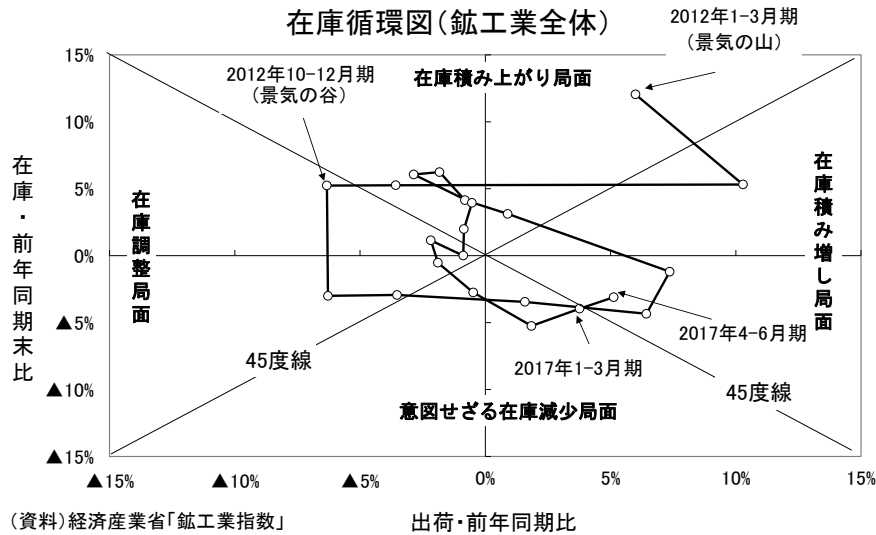 在庫循環図(鉱工業全体)
2012年1-3月期
(景気の山)
2012年10-12月期
(景気の谷)
在庫積み上がり局面
在庫積み増し局面
在庫調整局面
意図せざる在庫減少局面
45度線
45度線
2017年4-6月期
2017年1-3月期
在庫・前年同期末比
15%
10%
5%
0%
▲5%
▲10%
▲15%
▲15%
▲10%
▲5%
0%
5%
10%
15%
(資料)経済産業省「鉱工業指数」
出荷・前年同期比